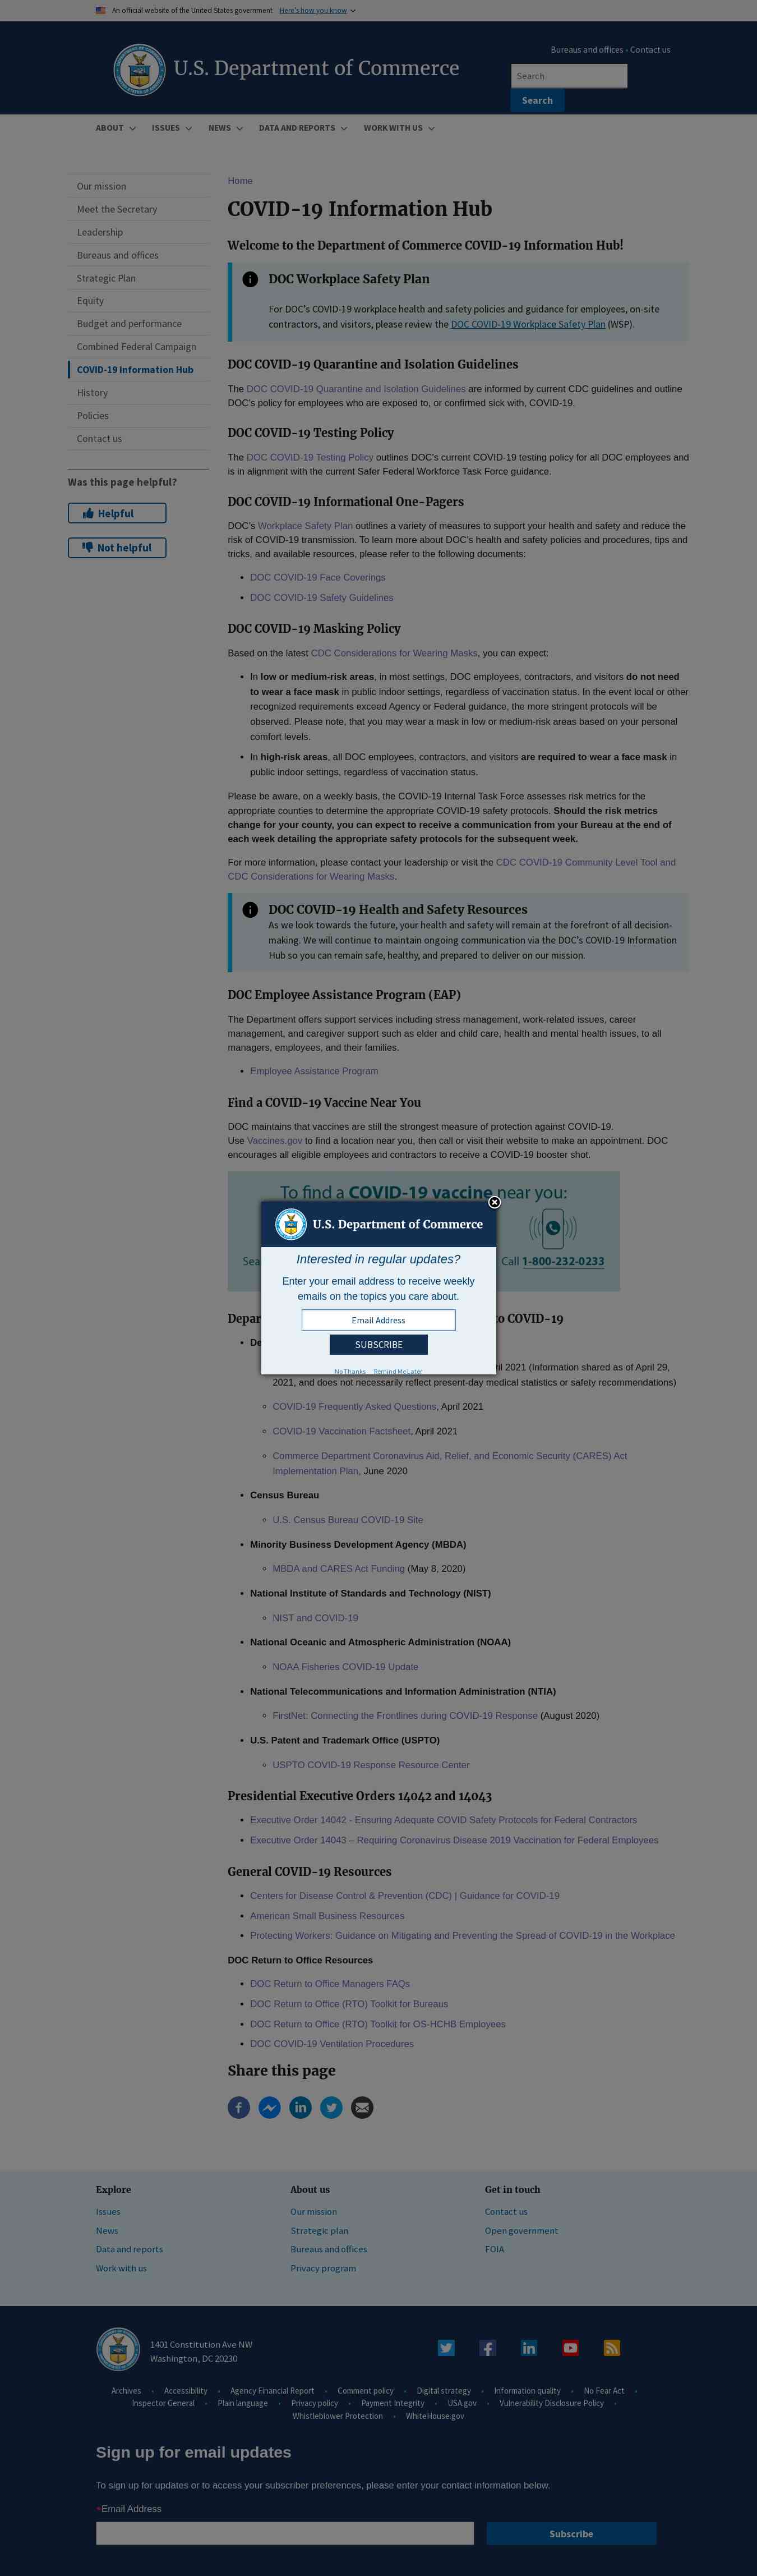 An official website of the United States government Here's how you know
Bureaus and offices - Contact us
U.S. Department of Commerce
Search
Search
ABOUT ISSUES NEWS DATA AND REPORTS WORK WITH US
Our mission
Meet the Secretary
Leadership
Bureaus and offices
Strategic Plan
Equity
Budget and performance
Combined Federal Campaign
COVID-19 Information Hub
History
Policies
Contact us
Was this page helpful?
Helpful
Not helpful
Home
COVID-19 Information Hub
Welcome to the Department of Commerce COVID-19 Information Hub!
DOC Workplace Safety Plan
For DOC's COVID-19 workplace health and safety policies and guidance for employees, on-site
contractors, and visitors, please review the DOC COVID-19 Workplace Safety Plan (WSP).
DOC COVID-19 Quarantine and Isolation Guidelines
The DOC COVID-19 Quarantine and Isolation Guidelines are informed by current CDC guidelines and outline
DOC's policy for employees who are exposed to, or confirmed sick with, COVID-19.
DOC COVID-19 Testing Policy
The DOC COVID-19 Testing Policy outlines DOC's current COVID-19 testing policy for all DOC employees and
is in alignment with the current Safer Federal Workforce Task Force guidance.
DOC COVID-19 Informational One-Pagers
DOC's Workplace Safety Plan outlines a variety of measures to support your health and safety and reduce the
risk of COVID-19 transmission. To learn more about DOC's health and safety policies and procedures, tips and
tricks, and available resources, please refer to the following documents:
DOC COVID-19 Face Coverings
DOC COVID-19 Safety Guidelines
DOC COVID-19 Masking Policy
Based on the latest CDC Considerations for Wearing Masks, you can expect:
In low or medium-risk areas, in most settings, DOC employees, contractors, and visitors do not need
to wear a face mask in public indoor settings, regardless of vaccination status. In the event local or other
recognized requirements exceed Agency or Federal guidance, the more stringent protocols will be
observed. Please note, that you may wear a mask in low or medium-risk areas based on your personal
comfort levels.
In high-risk areas, all DOC employees, contractors, and visitors are required to wear a face mask in
public indoor settings, regardless of vaccination status.
Please be aware, on a weekly basis, the COVID-19 Internal Task Force assesses risk metrics for the
appropriate counties to determine the appropriate COVID-19 safety protocols. Should the risk metrics
change for your county, you can expect to receive a communication from your Bureau at the end of
each week detailing the appropriate safety protocols for the subsequent week.
For more information, please contact your leadership or visit the CDC COVID-19 Community Level Tool and
CDC Considerations for Wearing Masks.
DOC COVID-19 Health and Safety Resources
As we look towards the future, your health and safety will remain at the forefront of all decision-
making. We will continue to maintain ongoing communication via the DOC's COVID-19 Information
Hub so you can remain safe, healthy, and prepared to deliver on our mission.
DOC Employee Assistance Program (EAP)
The Department offers support services including stress management, work-related issues, career
management, and caregiver support such as elder and child care, health and mental health issues, to all
managers, employees, and their families.
Employee Assistance Program
Find a COVID-19 Vaccine Near You
DOC maintains that vaccines are still the strongest measure of protection against COVID-19.
Use Vaccines.gov to find a location near you, then call or visit their website to make an appointment. DOC
encourages all eligible employees and contractors to receive a COVID-19 booster shot.
To find a COVID-19 vaccine near you:
Call 1-800-232-0233
U.S. Department of Commerce
Interested in regular updates?
Enter your email address to receive weekly
emails on the topics you care about.
Email Address
SUBSCRIBE
No Thanks Remind Me Later
to COVID-19
2021 (Information shared as of April 29,
2021, and does not necessarily reflect present-day medical statistics or safety recommendations)
COVID-19 Frequently Asked Questions, April 2021
COVID-19 Vaccination Factsheet, April 2021
Commerce Department Coronavirus Aid, Relief, and Economic Security (CARES) Act
Implementation Plan, June 2020
Census Bureau
U.S. Census Bureau COVID-19 Site
Minority Business Development Agency (MBDA)
MBDA and CARES Act Funding (May 8, 2020)
National Institute of Standards and Technology (NIST)
NIST and COVID-19
National Oceanic and Atmospheric Administration (NOAA)
NOAA Fisheries COVID-19 Update
National Telecommunications and Information Administration (NTIA)
FirstNet: Connecting the Frontlines during COVID-19 Response (August 2020)
U.S. Patent and Trademark Office (USPTO)
USPTO COVID-19 Response Resource Center
Presidential Executive Orders 14042 and 14043
Executive Order 14042 - Ensuring Adequate COVID Safety Protocols for Federal Contractors
Executive Order 14043 – Requiring Coronavirus Disease 2019 Vaccination for Federal Employees
General COVID-19 Resources
Centers for Disease Control & Prevention (CDC) | Guidance for COVID-19
American Small Business Resources
Protecting Workers: Guidance on Mitigating and Preventing the Spread of COVID-19 in the Workplace
DOC Return to Office Resources
DOC Return to Office Managers FAQs
DOC Return to Office (RTO) Toolkit for Bureaus
DOC Return to Office (RTO) Toolkit for OS-HCHB Employees
DOC COVID-19 Ventilation Procedures
Share this page
Explore
Issues
News
Data and reports
Work with us
About us
Our mission
Strategic plan
Bureaus and offices
Privacy program
Get in touch
Contact us
Open government
FOIA
1401 Constitution Ave NW
Washington, DC 20230
Archives Accessibility Agency Financial Report Comment policy Digital strategy Information quality No Fear Act
Inspector General Plain language Privacy policy Payment Integrity USA.gov Vulnerability Disclosure Policy
Whistleblower Protection WhiteHouse.gov
Sign up for email updates
To sign up for updates or to access your subscriber preferences, please enter your contact information below.
*Email Address
Subscribe